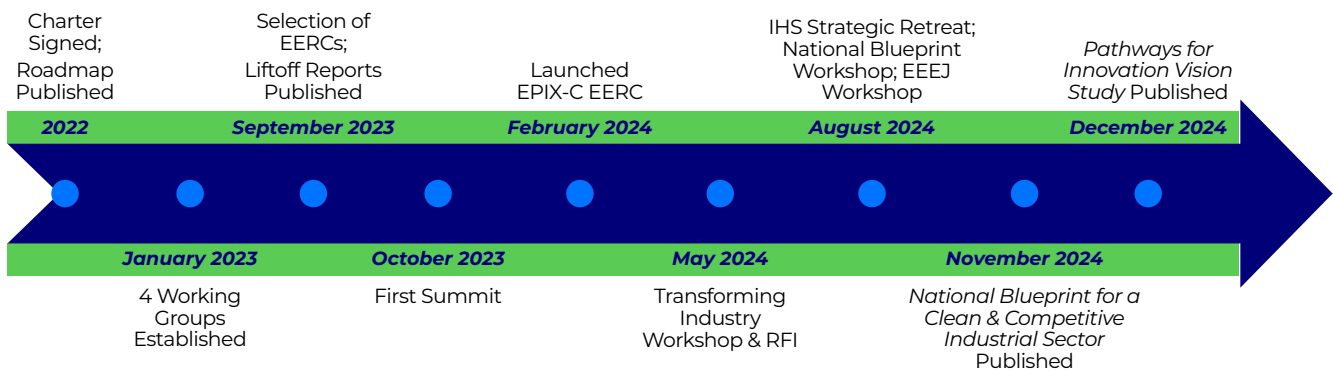 Charter
Signed;
Roadmap
Published
2022
January 2023
4 Working
Groups
Established
Selection of
EERCs;
Liftoff Reports
Published
September 2023
October 2023
First Summit
Launched
EPIX-C EERC
February 2024
May 2024
Transforming
Industry
Workshop & RFI
IHS Strategic Retreat;
National Blueprint
Workshop; EEEJ
Workshop
August 2024
November 2024
National Blueprint for a
Clean & Competitive
Industrial Sector
Published
Pathways for
Innovation Vision
Study Published
December 2024